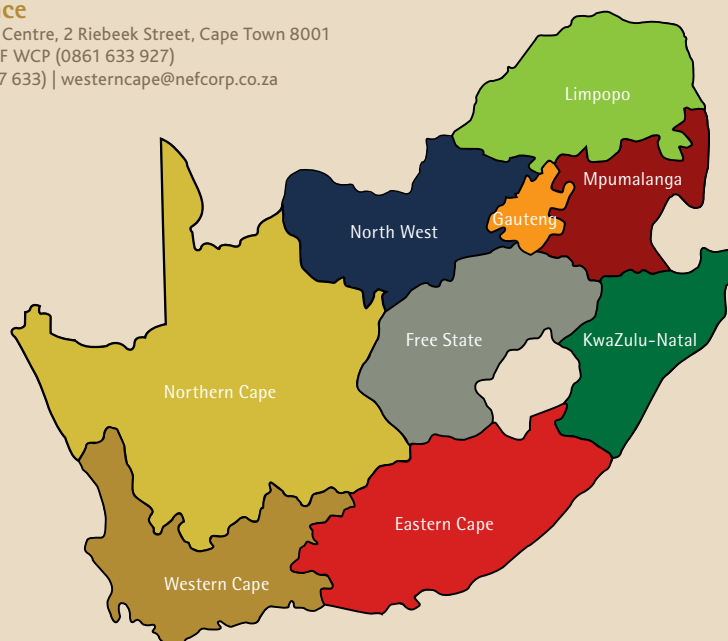 ce
Centre, 2 Riebeek Street, Cape Town 8001
F WCP (0861 633 927)
7 633) | westerncape@nefcorp.co.za
Limpopo
Mpumalanga
Gauteng
North West
Free State
KwaZulu-Natal
Northern Cape
Eastern Cape
Western Cape